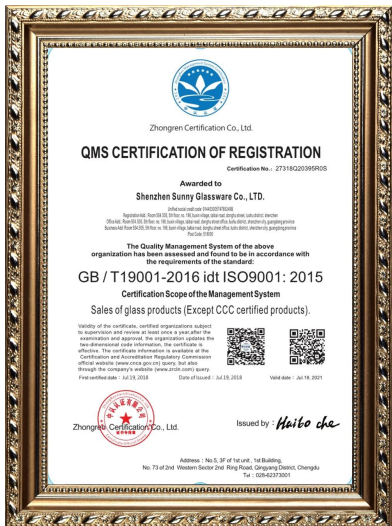 Zhongren Certification Co., Ltd.
QMS CERTIFICATION OF REGISTRATION
Certification No.: 27318Q20395R0S
Awarded to
Shenzhen Sunny Glassware Co., LTD.
The Quality Management System of the above
organization has been assessed and found to be in accordance with
the requirements of the standard:
GB / T19001-2016 idt ISO9001: 2015
Certification Scope of the Management System
Sales of glass products (Except CCC certified products).
Validity of the certificate, certified organizations subject
to supervision and review at least once a year,after the
examination and approval, the organization updates the
two-dimensional code information, the certificate is
effective. The certificate information is available at the
Certification and Accreditation Regulatory Commission
official website (www.cnca.gov.cn) query, but also
through the company's website (www.zrcln.com) query.
First certified date : Jul.19, 2018
Date of Issued : Jul.19, 2018
Valid date : Jul.18, 2021
Zhongren Certification Co., Ltd.
Issued by : Haibo che
Address : No.5, 3F of 1st unit , 1st Building,
No. 73 of 2nd Western Sector 2nd Ring Road, Qingyang District, Chengdu
Tel : 028-62373001